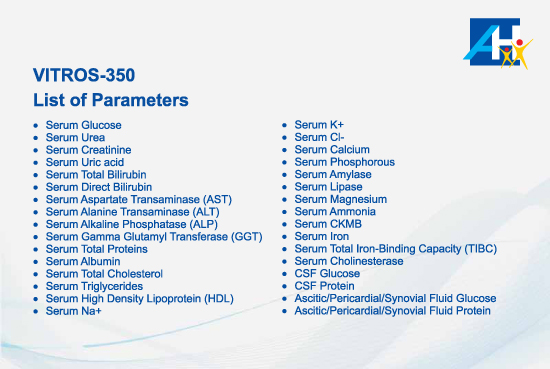 AH
VITROS-350
List of Parameters
• Serum Glucose
• Serum Urea
• Serum Creatinine
• Serum Uric acid
• Serum Total Bilirubin
• Serum Direct Bilirubin
• Serum Aspartate Transaminase (AST)
• Serum Alanine Transaminase (ALT)
• Serum Alkaline Phosphatase (ALP)
• Serum Gamma Glutamyl Transferase (GGT)
• Serum Total Proteins
• Serum Albumin
• Serum Total Cholesterol
• Serum Triglycerides
• Serum High Density Lipoprotein (HDL)
• Serum Na+
• Serum K+
• Serum Cl-
• Serum Calcium
• Serum Phosphorous
• Serum Amylase
• Serum Lipase
• Serum Magnesium
• Serum Ammonia
• Serum CKMB
• Serum Iron
• Serum Total Iron-Binding Capacity (TIBC)
• Serum Cholinesterase
• CSF Glucose
• CSF Protein
• Ascitic/Pericardial/Synovial Fluid Glucose
• Ascitic/Pericardial/Synovial Fluid Protein